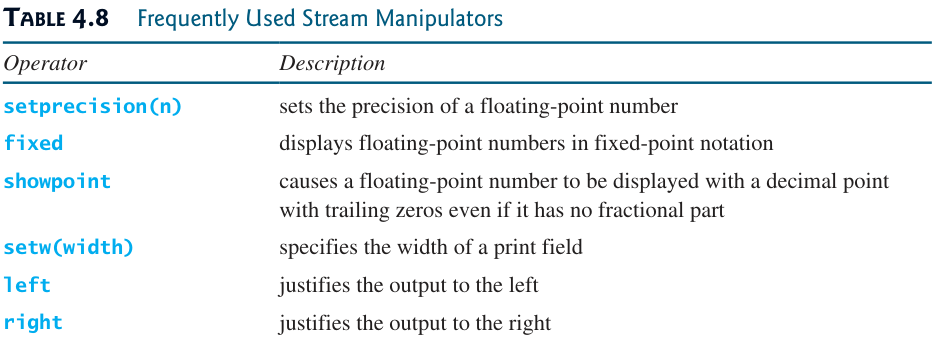 TABLE 4.8 Frequently Used Stream Manipulators
Operator Description
setprecision(n) sets the precision of a floating-point number
fixed displays floating-point numbers in fixed-point notation
showpoint causes a floating-point number to be displayed with a decimal point
with trailing zeros even if it has no fractional part
setw(width) specifies the width of a print field
left justifies the output to the left
right justifies the output to the right